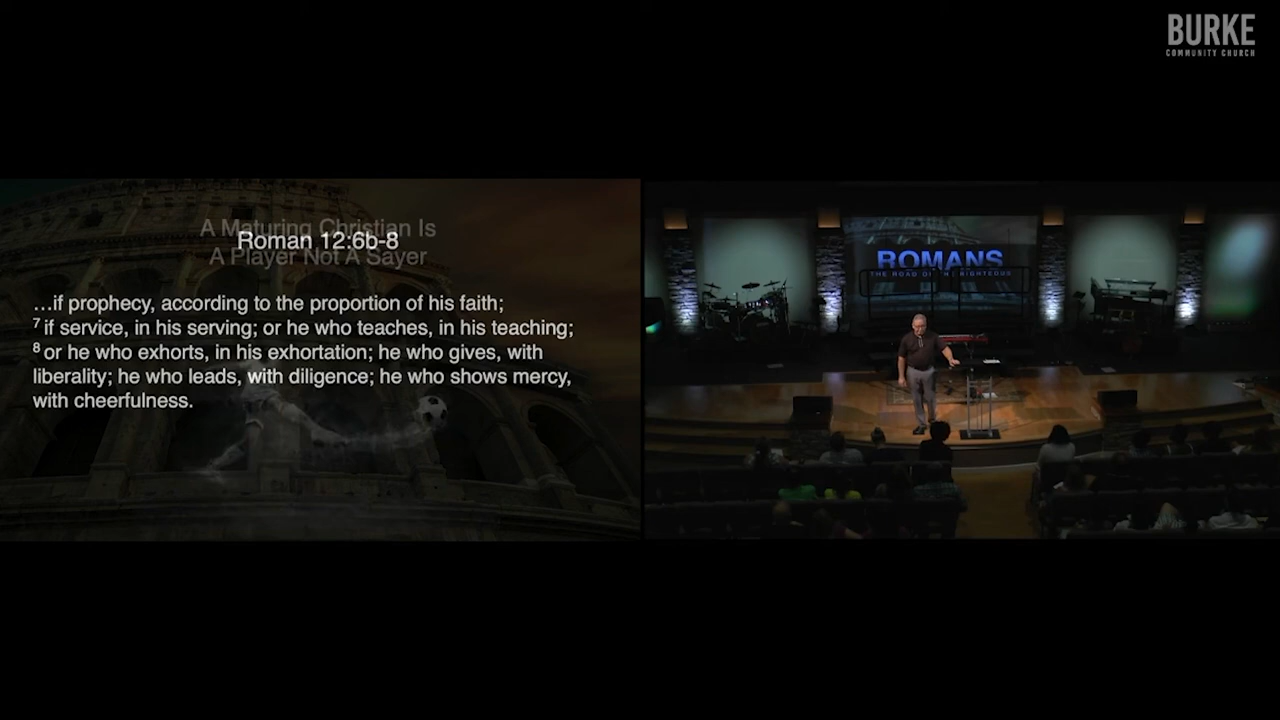 BURKE
COMMUNITY CHURCH
A Maturing Christian Is
Roman 12:6b-8
A Player Not A Sayer
…if prophecy, according to the proportion of his faith;
7 if service, in his serving; or he who teaches, in his teaching;
8 or he who exhorts, in his exhortation; he who gives, with
liberality; he who leads, with diligence; he who shows mercy,
with cheerfulness.
ROMANS
THE ROAD
RIGHTEOUS